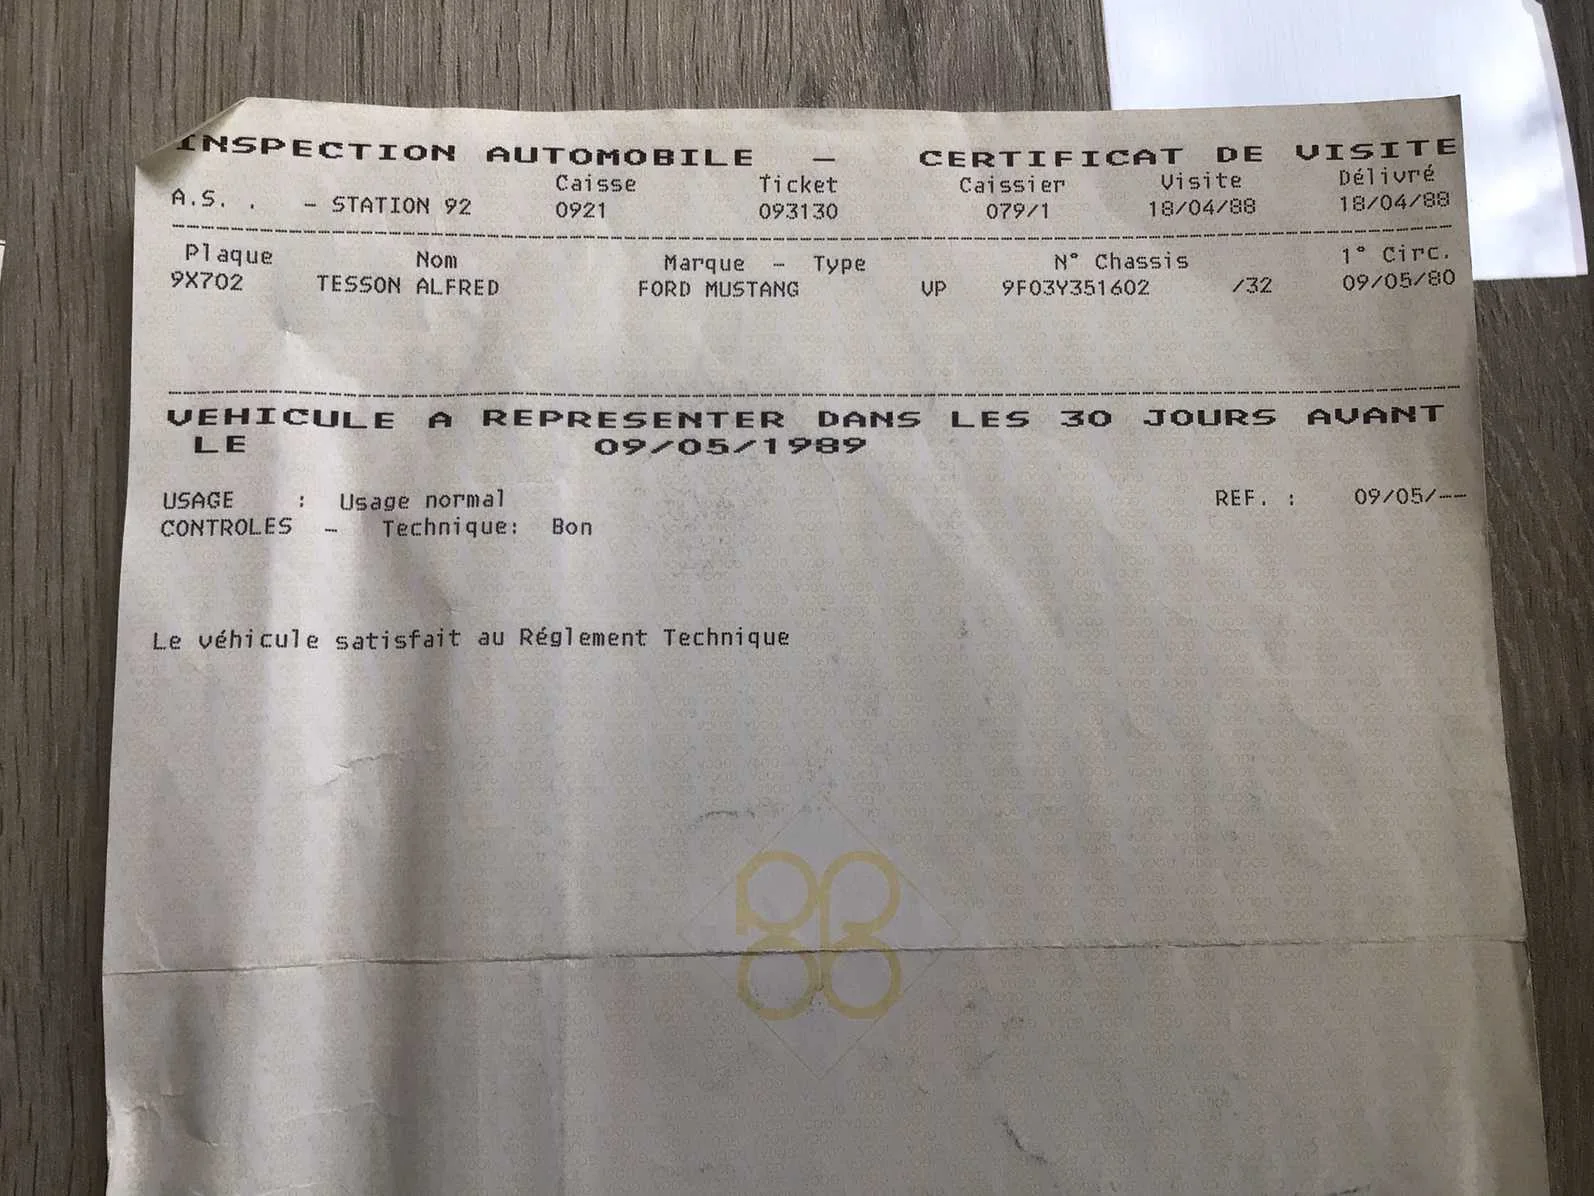 INSPECTION AUTOMOBILE - CERTIFICAT DE VISITE
Caisse Ticket Caissier Visite Délivré
A.S. . - STATION 92 0921 093130 079/1 18/04/88 18/04/88
Plaque Nom Marque - Type N° Chassis 1° Circ.
9X702 TESSON ALFRED FORD MUSTANG VP 9F03Y351602 /32 09/05/80
VEHICULE A REPRESENTER DANS LES 30 JOURS AVANT
LE 09/05/1989
USAGE : Usage normal REF. : 09/05/--
CONTROLES - Technique: Bon
Le véhicule satisfait au Réglement Technique